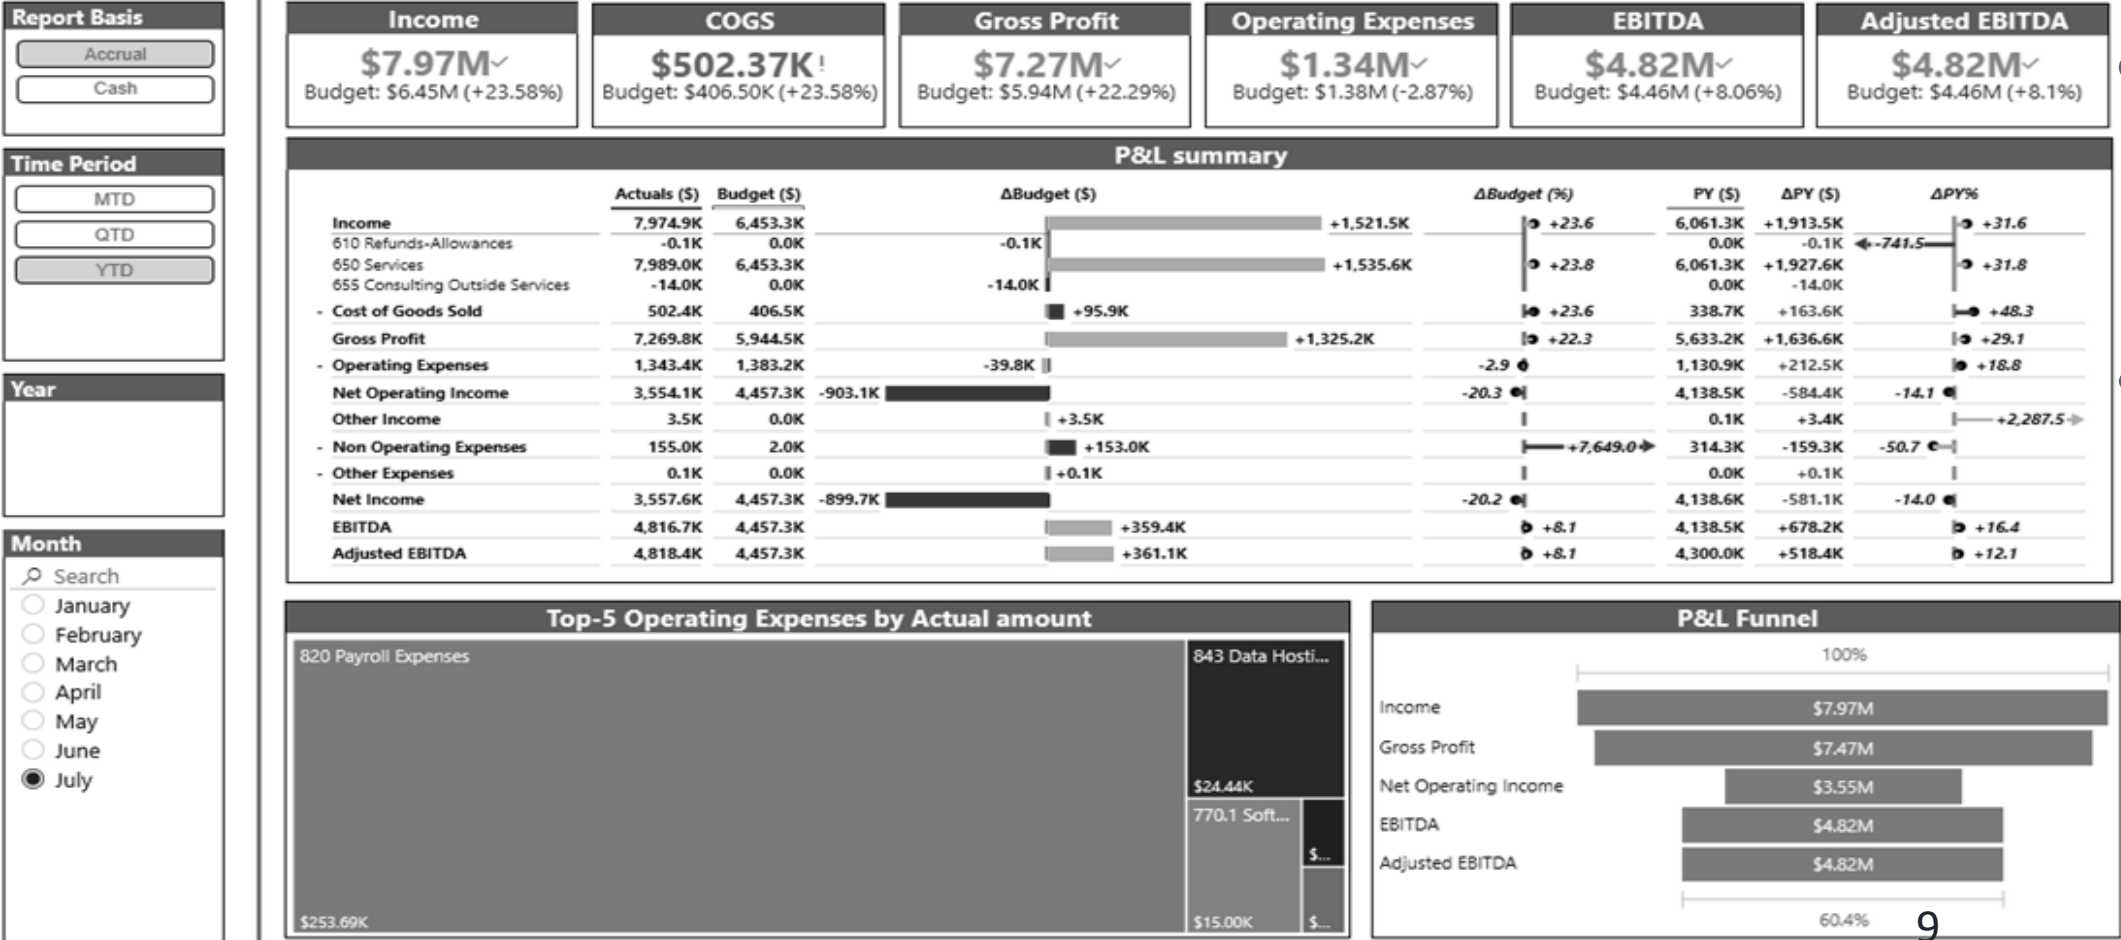 Report Basis
Accrual
Cash
Time Period
MTD
QTD
YTD
Year
Month
Search
January
February
March
April
May
June
July
Income
$7.97M
Budget: $6.45M (+23.58%)
COGS
$502.37K!
Budget: $406.50K (+23.58%)
Gross Profit
$7.27M
Budget: $5.94M (+22.29%)
Operating Expenses
$1.34M
Budget: $1.38M (-2.87%)
EBITDA
$4.82M
Budget: $4.46M (+8.06%)
Adjusted EBITDA
$4.82M
Budget: $4.46M (+8.1%)
P&L summary
Actuals ($) Budget ($) ΔBudget ($) ΔBudget (%) PY ($) ΔPY ($) ΔPY%
Income 7,974.9K 6,453.3K +1,521.5K +23.6 6,061.3K +1,913.5K +31.6
610 Refunds-Allowances -0.1K 0.0K -0.1K 0.0K -0.1K -741.5
650 Services 7,989.0K 6,453.3K +1,535.6K +23.8 6,061.3K +1,927.6K +31.8
655 Consulting Outside Services -14.0K 0.0K -14.0K 0.0K -14.0K
- Cost of Goods Sold 502.4K 406.5K +95.9K +23.6 338.7K +163.6K +48.3
Gross Profit 7,269.8K 5,944.5K +1,325.2K +22.3 5,633.2K +1,636.6K +29.1
- Operating Expenses 1,343.4K 1,383.2K -39.8K -2.9 1,130.9K +212.5K +18.8
Net Operating Income 3,554.1K 4,457.3K -903.1K -20.3 4,138.5K -584.4K -14.1
Other Income 3.5K 0.0K +3.5K 0.1K +3.4K +2,287.5
- Non Operating Expenses 155.0K 2.0K +153.0K +7,649.0 314.3K -159.3K -50.7
- Other Expenses 0.1K 0.0K +0.1K 0.0K +0.1K
Net Income 3,557.6K 4,457.3K -899.7K -20.2 4,138.6K -581.1K -14.0
EBITDA 4,816.7K 4,457.3K +359.4K +8.1 4,138.5K +678.2K +16.4
Adjusted EBITDA 4,818.4K 4,457.3K +361.1K +8.1 4,300.0K +518.4K +12.1
Top-5 Operating Expenses by Actual amount
820 Payroll Expenses
$253.69K
843 Data Hosti...
$24.44K
770.1 Soft...
$15.00K
$...
$...
P&L Funnel
100%
Income $7.97M
Gross Profit $7.47M
Net Operating Income $3.55M
EBITDA $4.82M
Adjusted EBITDA $4.82M
60.4%
9